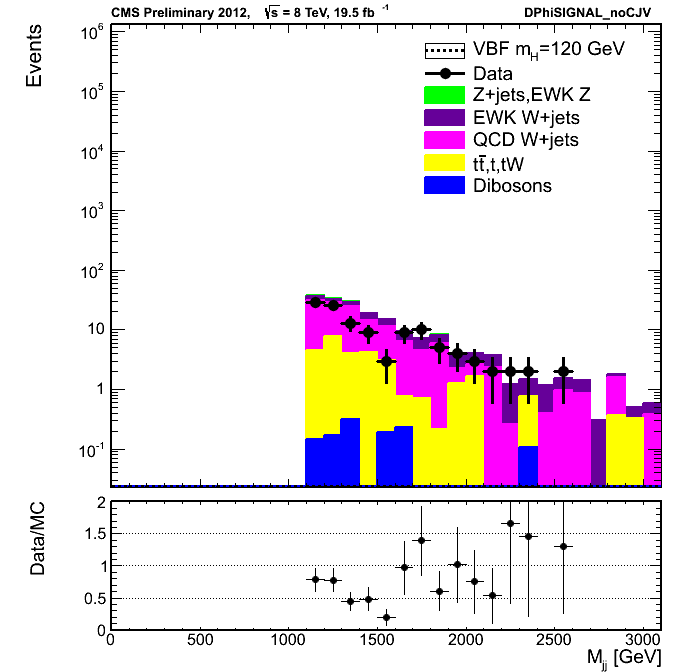 CMS Preliminary 2012, √s = 8 TeV, 19.5 fb⁻¹ DPhiSIGNAL_noCJV
Events
10⁶
10⁵
10⁴
10³
10²
10
1
10⁻¹
VBF m_H=120 GeV
Data
Z+jets,EWK Z
EWK W+jets
QCD W+jets
tt̄,t,tW
Dibosons
Data/MC
2
1.5
1
0.5
0
0 500 1000 1500 2000 2500 3000
M_jj [GeV]